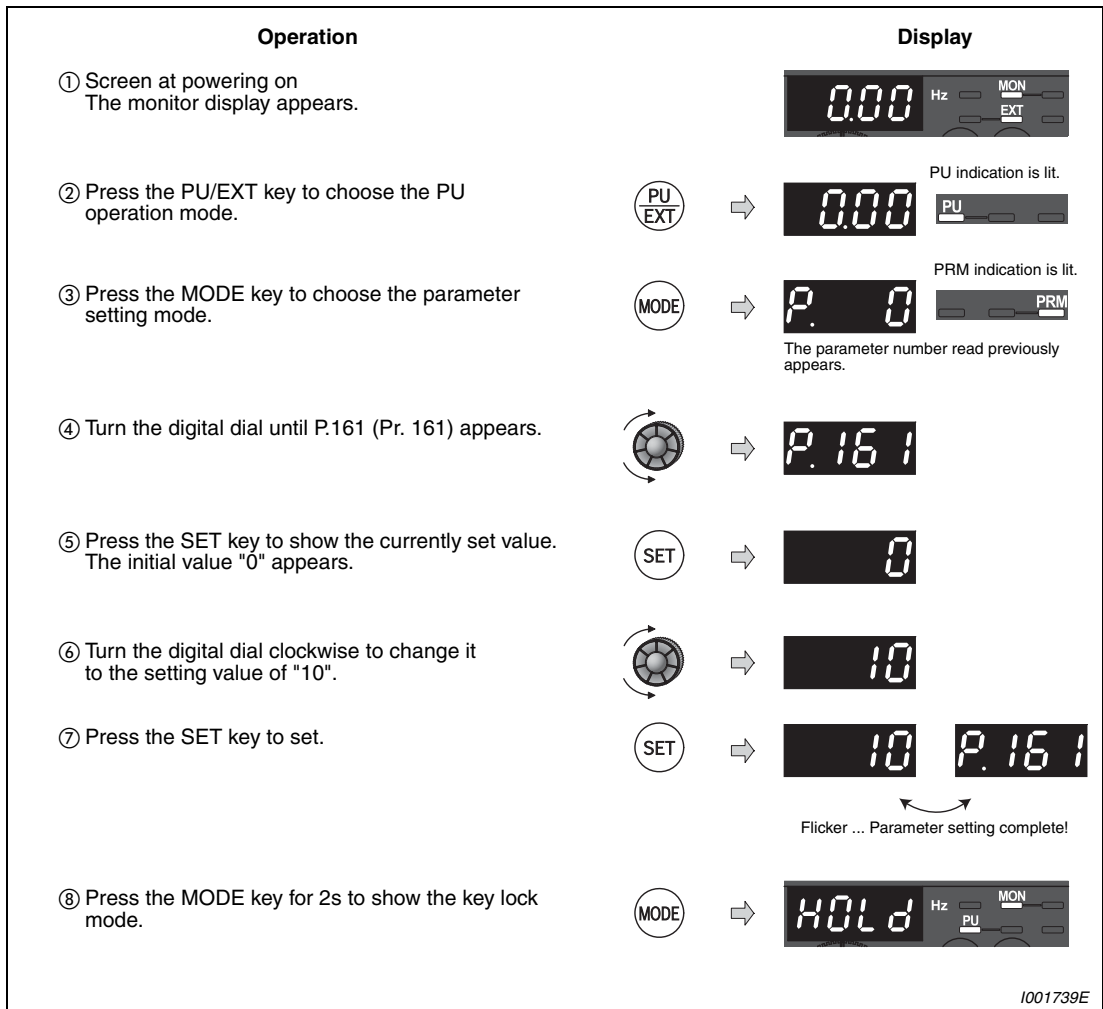 Operation
Display
① Screen at powering on
The monitor display appears.
0.00 Hz MON
EXT
② Press the PU/EXT key to choose the PU
operation mode.
PU
EXT
0.00
PU indication is lit.
PU
③ Press the MODE key to choose the parameter
setting mode.
MODE
P. 0
PRM indication is lit.
PRM
The parameter number read previously
appears.
④ Turn the digital dial until P.161 (Pr. 161) appears.
P. 161
⑤ Press the SET key to show the currently set value.
The initial value "0" appears.
SET
0
⑥ Turn the digital dial clockwise to change it
to the setting value of "10".
10
⑦ Press the SET key to set.
SET
10
P. 161
Flicker ... Parameter setting complete!
⑧ Press the MODE key for 2s to show the key lock
mode.
MODE
HOLd Hz MON
PU
I001739E